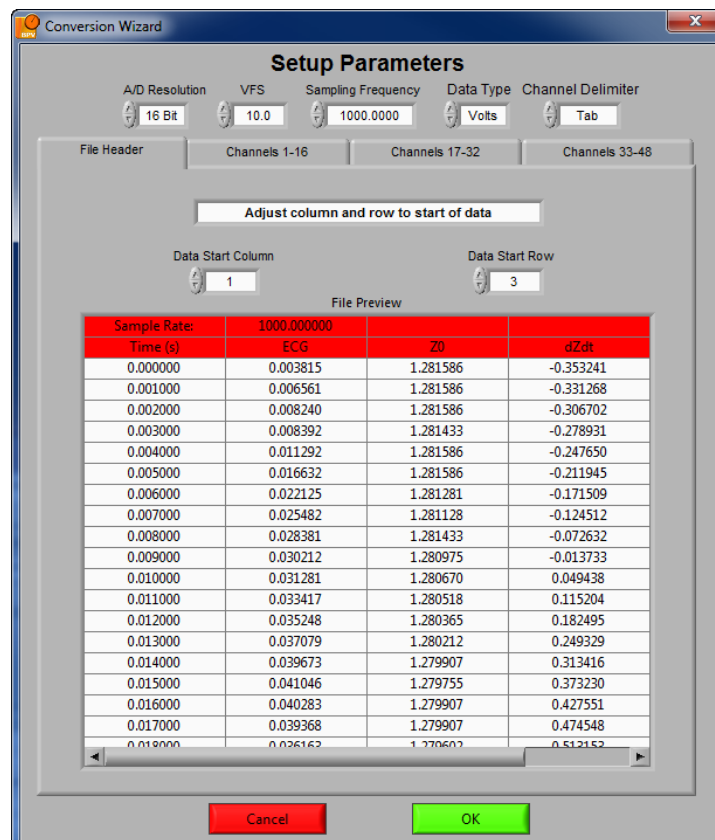 Conversion Wizard
Setup Parameters
A/D Resolution VFS Sampling Frequency Data Type Channel Delimiter
16 Bit 10.0 1000.0000 Volts Tab
File Header Channels 1-16 Channels 17-32 Channels 33-48
Adjust column and row to start of data
Data Start Column Data Start Row
1 3
File Preview
Sample Rate: 1000.000000
Time (s) ECG Z0 dZdt
0.000000 0.003815 1.281586 -0.353241
0.001000 0.006561 1.281586 -0.331268
0.002000 0.008240 1.281586 -0.306702
0.003000 0.008392 1.281433 -0.278931
0.004000 0.011292 1.281586 -0.247650
0.005000 0.016632 1.281586 -0.211945
0.006000 0.022125 1.281281 -0.171509
0.007000 0.025482 1.281128 -0.124512
0.008000 0.028381 1.281433 -0.072632
0.009000 0.030212 1.280975 -0.013733
0.010000 0.031281 1.280670 0.049438
0.011000 0.033417 1.280518 0.115204
0.012000 0.035248 1.280365 0.182495
0.013000 0.037079 1.280212 0.249329
0.014000 0.039673 1.279907 0.313416
0.015000 0.041046 1.279755 0.373230
0.016000 0.040283 1.279907 0.427551
0.017000 0.039368 1.279907 0.474548
0.018000 0.036163 1.279602 0.513153
Cancel OK